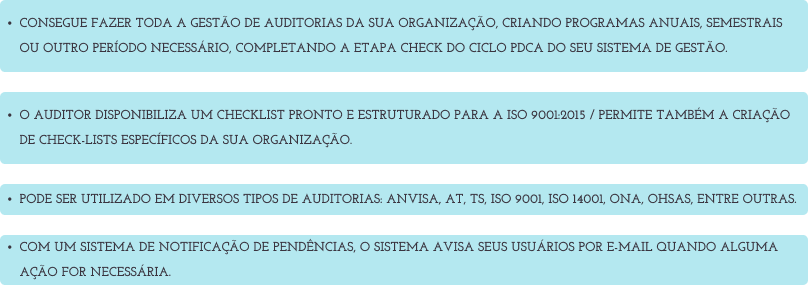 • CONSEGUE FAZER TODA A GESTÃO DE AUDITORIAS DA SUA ORGANIZAÇÃO, CRIANDO PROGRAMAS ANUAIS, SEMESTRAIS
OU OUTRO PERÍODO NECESSÁRIO, COMPLETANDO A ETAPA CHECK DO CICLO PDCA DO SEU SISTEMA DE GESTÃO.
• O AUDITOR DISPONIBILIZA UM CHECKLIST PRONTO E ESTRUTURADO PARA A ISO 9001:2015 / PERMITE TAMBÉM A CRIAÇÃO
DE CHECK-LISTS ESPECÍFICOS DA SUA ORGANIZAÇÃO.
• PODE SER UTILIZADO EM DIVERSOS TIPOS DE AUDITORIAS: ANVISA, AT, TS, ISO 9001, ISO 14001, ONA, OHSAS, ENTRE OUTRAS.
• COM UM SISTEMA DE NOTIFICAÇÃO DE PENDÊNCIAS, O SISTEMA AVISA SEUS USUÁRIOS POR E-MAIL QUANDO ALGUMA
AÇÃO FOR NECESSÁRIA.